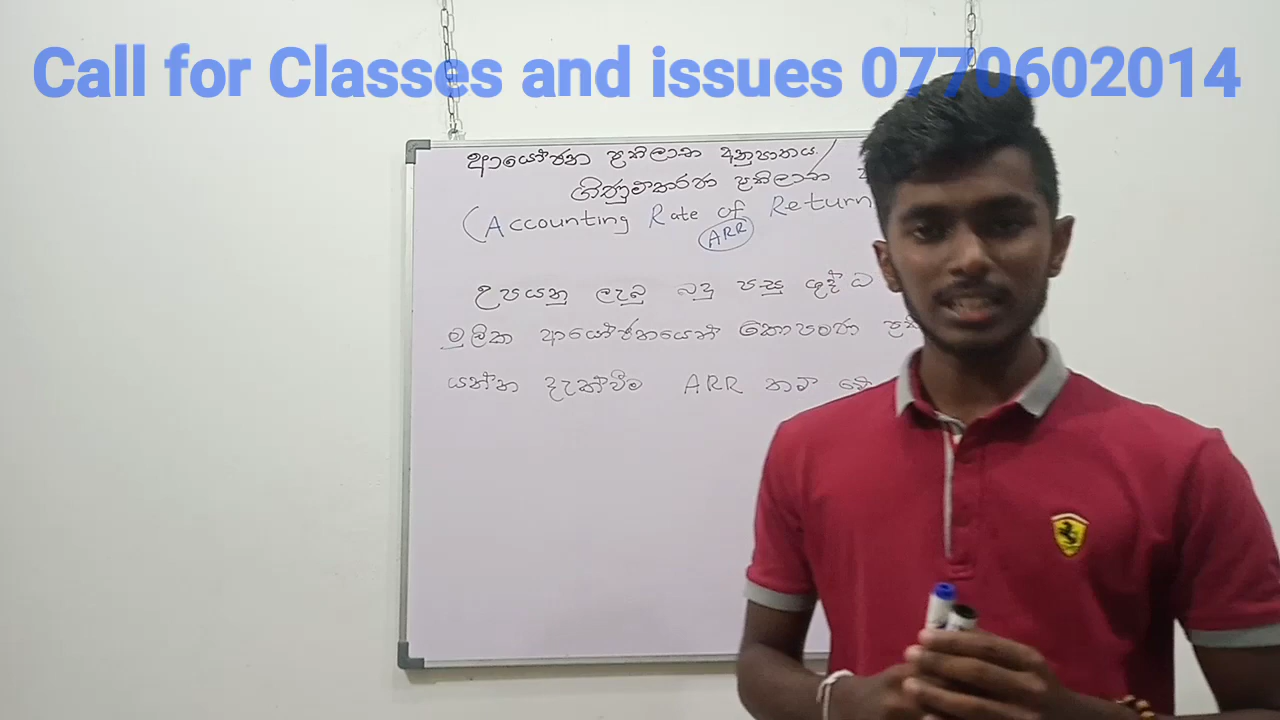 Call for Classes and issues 0770602014
ආයෝජන ප්‍රතිලාභ අනුපාතය /
ගිණුම්කරණ ප්‍රතිලාභ
(Accounting Rate of Return
ARR
උපයනු ලැබූ බදු පසු ශුද්ධ
මූලික ආයෝජනයෙන් කොපමණ
යන්න දැක්වීම ARR නම් වේ